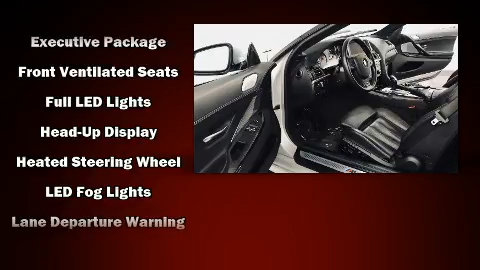 Executive Package
Front Ventilated Seats
Full LED Lights
Head-Up Display
Heated Steering Wheel
LED Fog Lights
Lane Departure Warning